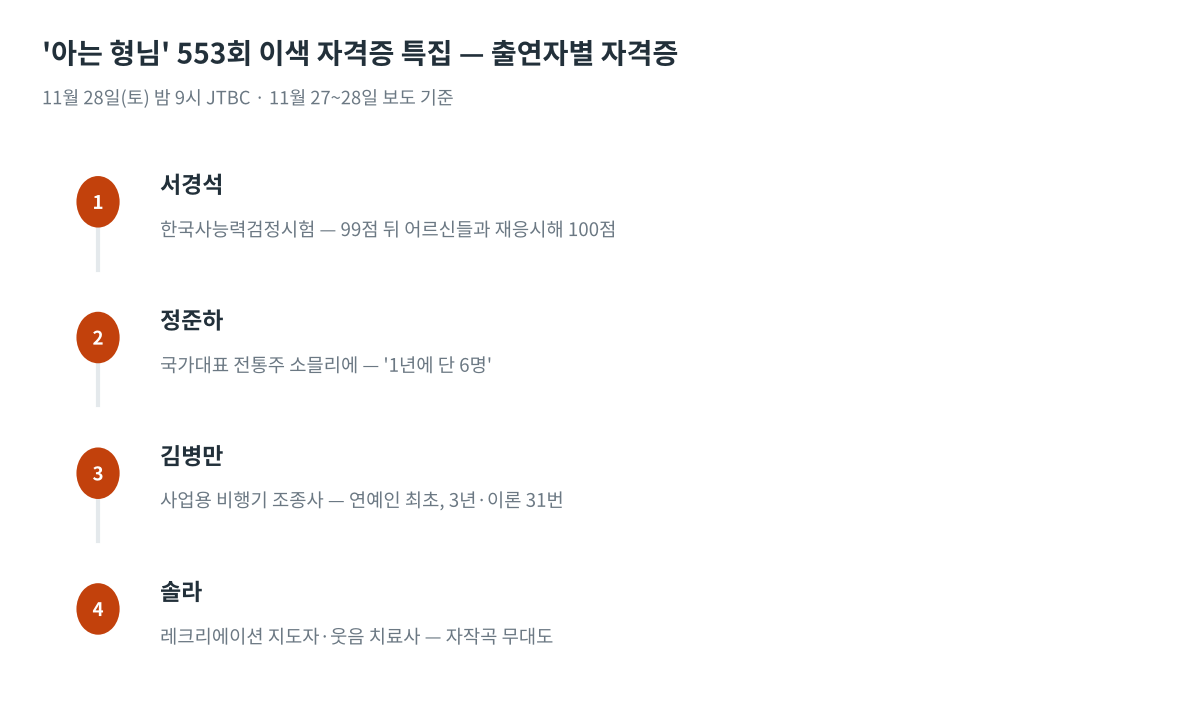 '아는 형님' 553회 이색 자격증 특집 — 출연자별 자격증
11월 28일(토) 밤 9시 JTBC · 11월 27~28일 보도 기준
1
서경석
한국사능력검정시험 — 99점 뒤 어르신들과 재응시해 100점
2
정준하
국가대표 전통주 소믈리에 — '1년에 단 6명'
3
김병만
사업용 비행기 조종사 — 연예인 최초, 3년·이론 31번
4
솔라
레크리에이션 지도자·웃음 치료사 — 자작곡 무대도